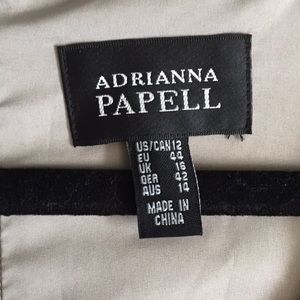 ADRIANNA
PAPELL
US/CAN 12
EU 44
UK 16
GER 42
AUS 14
MADE IN
CHINA